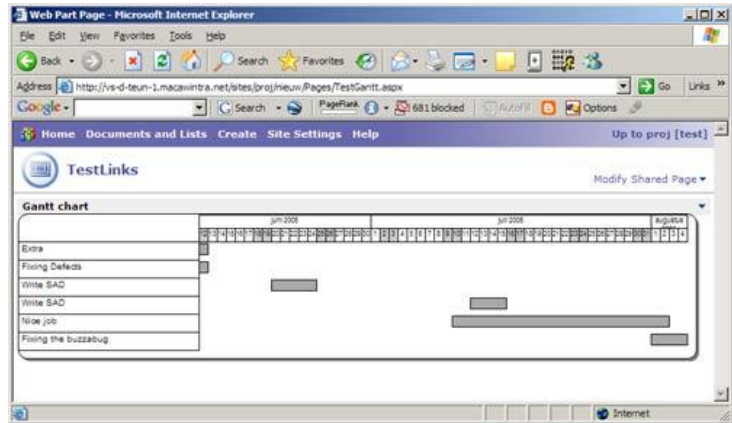 Web Part Page - Microsoft Internet Explorer
File Edit View Favorites Tools Help
Back Search Favorites
Address http://vs-d-teun-1.macawintra.net/sites/proj/nieuw/Pages/TestGantt.aspx Go Links »
Google Search PageRank 681 blocked AutoFill Options
Home Documents and Lists Create Site Settings Help Up to proj [test]
TestLinks
Modify Shared Page
Gantt chart
juni 2005 juli 2005 augustus
Extra
Fixing Defects
Write SAD
Write SAD
Nice job
Fixing the buzzabug
Internet